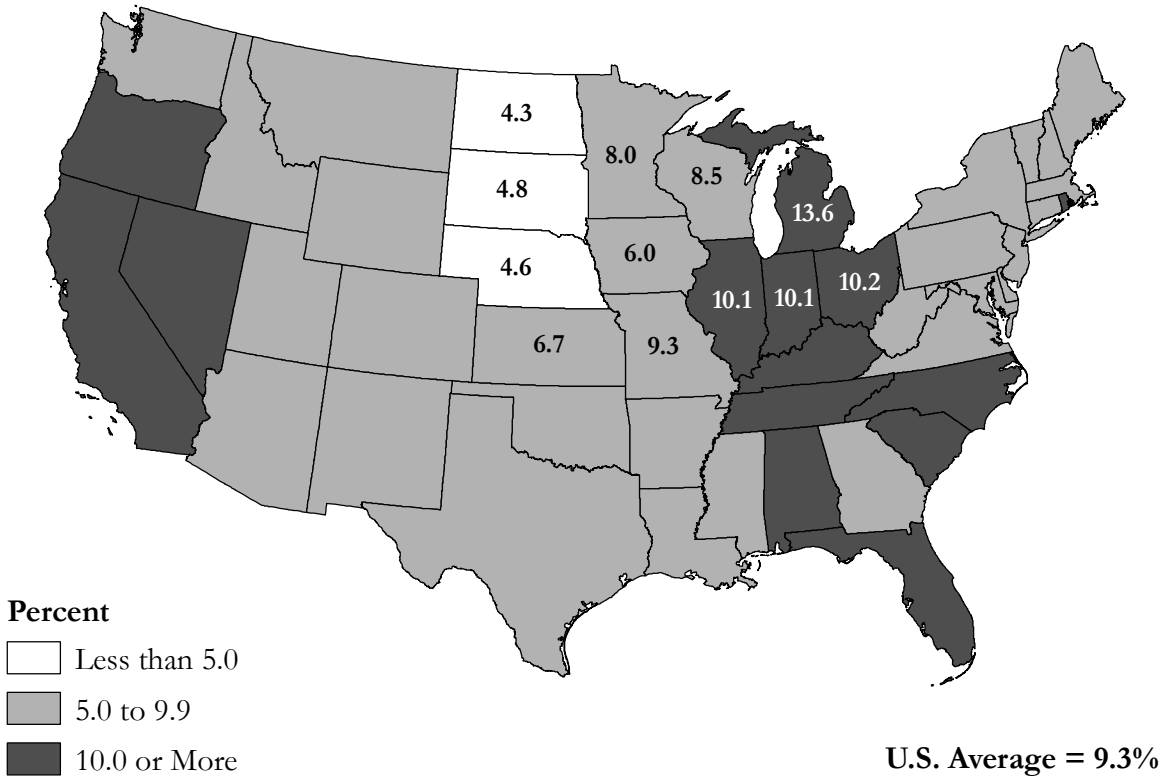 4.3
8.0
4.8
8.5
13.6
4.6
6.0
10.1
10.1
10.2
6.7
9.3
Percent
Less than 5.0
5.0 to 9.9
10.0 or More
U.S. Average = 9.3%